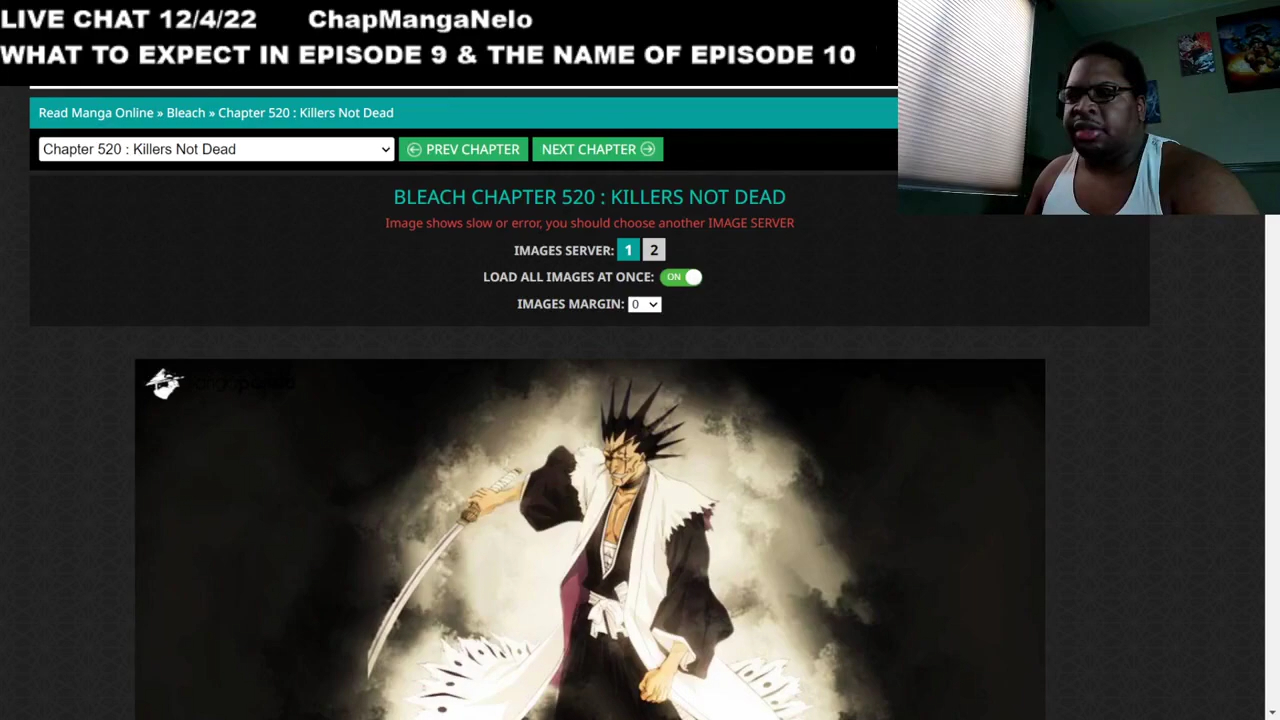 LIVE CHAT 12/4/22 ChapMangaNelo
WHAT TO EXPECT IN EPISODE 9 & THE NAME OF EPISODE 10
Read Manga Online » Bleach » Chapter 520 : Killers Not Dead
Chapter 520 : Killers Not Dead PREV CHAPTER NEXT CHAPTER
BLEACH CHAPTER 520 : KILLERS NOT DEAD
Image shows slow or error, you should choose another IMAGE SERVER
IMAGES SERVER: 1 2
LOAD ALL IMAGES AT ONCE: ON
IMAGES MARGIN: 0